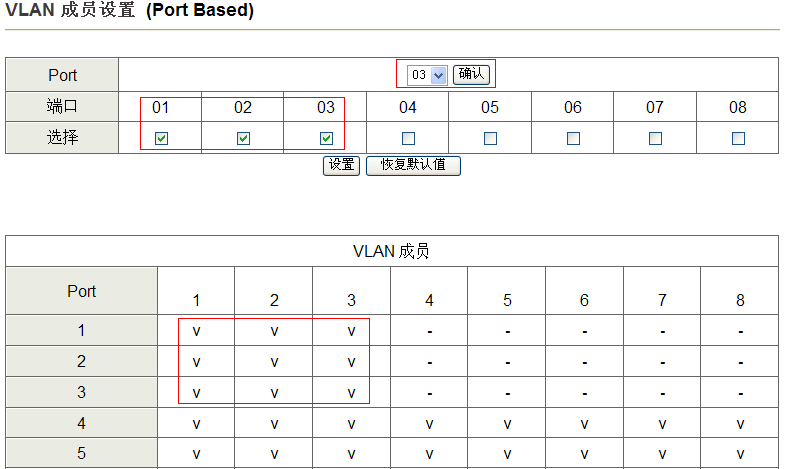 VLAN 成员设置 (Port Based)
Port 03 确认
端口 01 02 03 04 05 06 07 08
选择
设置 恢复默认值
VLAN 成员
Port 1 2 3 4 5 6 7 8
1 v v v - - - - -
2 v v v - - - - -
3 v v v - - - - -
4 v v v v v v v v
5 v v v v v v v v